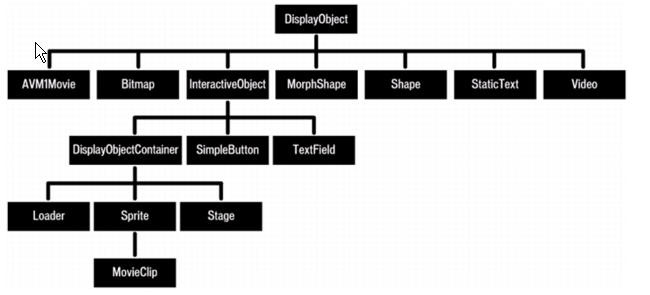 DisplayObject
AVM1Movie Bitmap InteractiveObject MorphShape Shape StaticText Video
DisplayObjectContainer SimpleButton TextField
Loader Sprite Stage
MovieClip